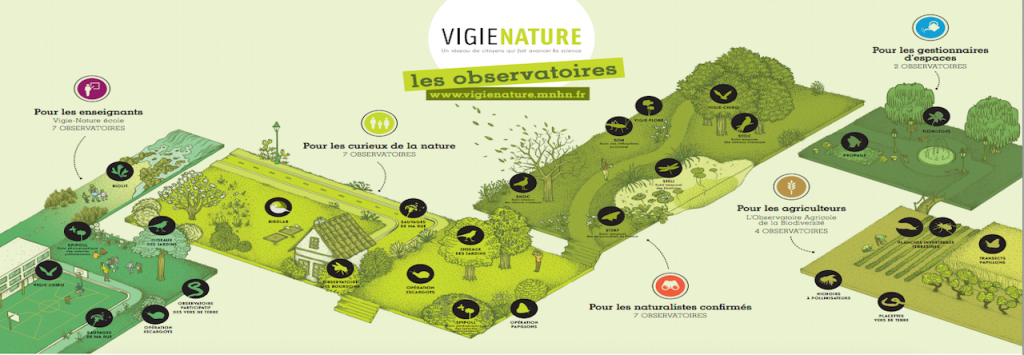 VIGIENATURE
Un réseau de citoyens qui fait avancer la science
les observatoires
www.vigienature.mnhn.fr
Pour les enseignants
Vigie-Nature école
7 OBSERVATOIRES
BIOLIT
SPIPOLL
OISEAUX
DES JARDINS
VIGIE-CHIRO
OBSERVATOIRE
PARTICIPATIF
DES VERS DE TERRE
SAUVAGES
DE MA RUE
OPÉRATION
ESCARGOTS
Pour les curieux de la nature
7 OBSERVATOIRES
BIRDLAB
SAUVAGES
DE MA RUE
OBSERVATOIRE
DES BOURDONS
OISEAUX
DES JARDINS
OPÉRATION
ESCARGOTS
SPIPOLL
OPÉRATION
PAPILLONS
Pour les naturalistes confirmés
7 OBSERVATOIRES
VIGIE-FLORE
VIGIE-CHIRO
STOC
SHOC
STELI
STERF
Pour les gestionnaires
d'espaces
2 OBSERVATOIRES
FLORILÈGES
PROPAGE
Pour les agriculteurs
L'Observatoire Agricole
de la Biodiversité
4 OBSERVATOIRES
PLANCHES INVERTÉBRÉS
TERRESTRES
TRANSECTS
PAPILLONS
NICHOIRS
À POLLINISATEURS
PLACETTES
VERS DE TERRE